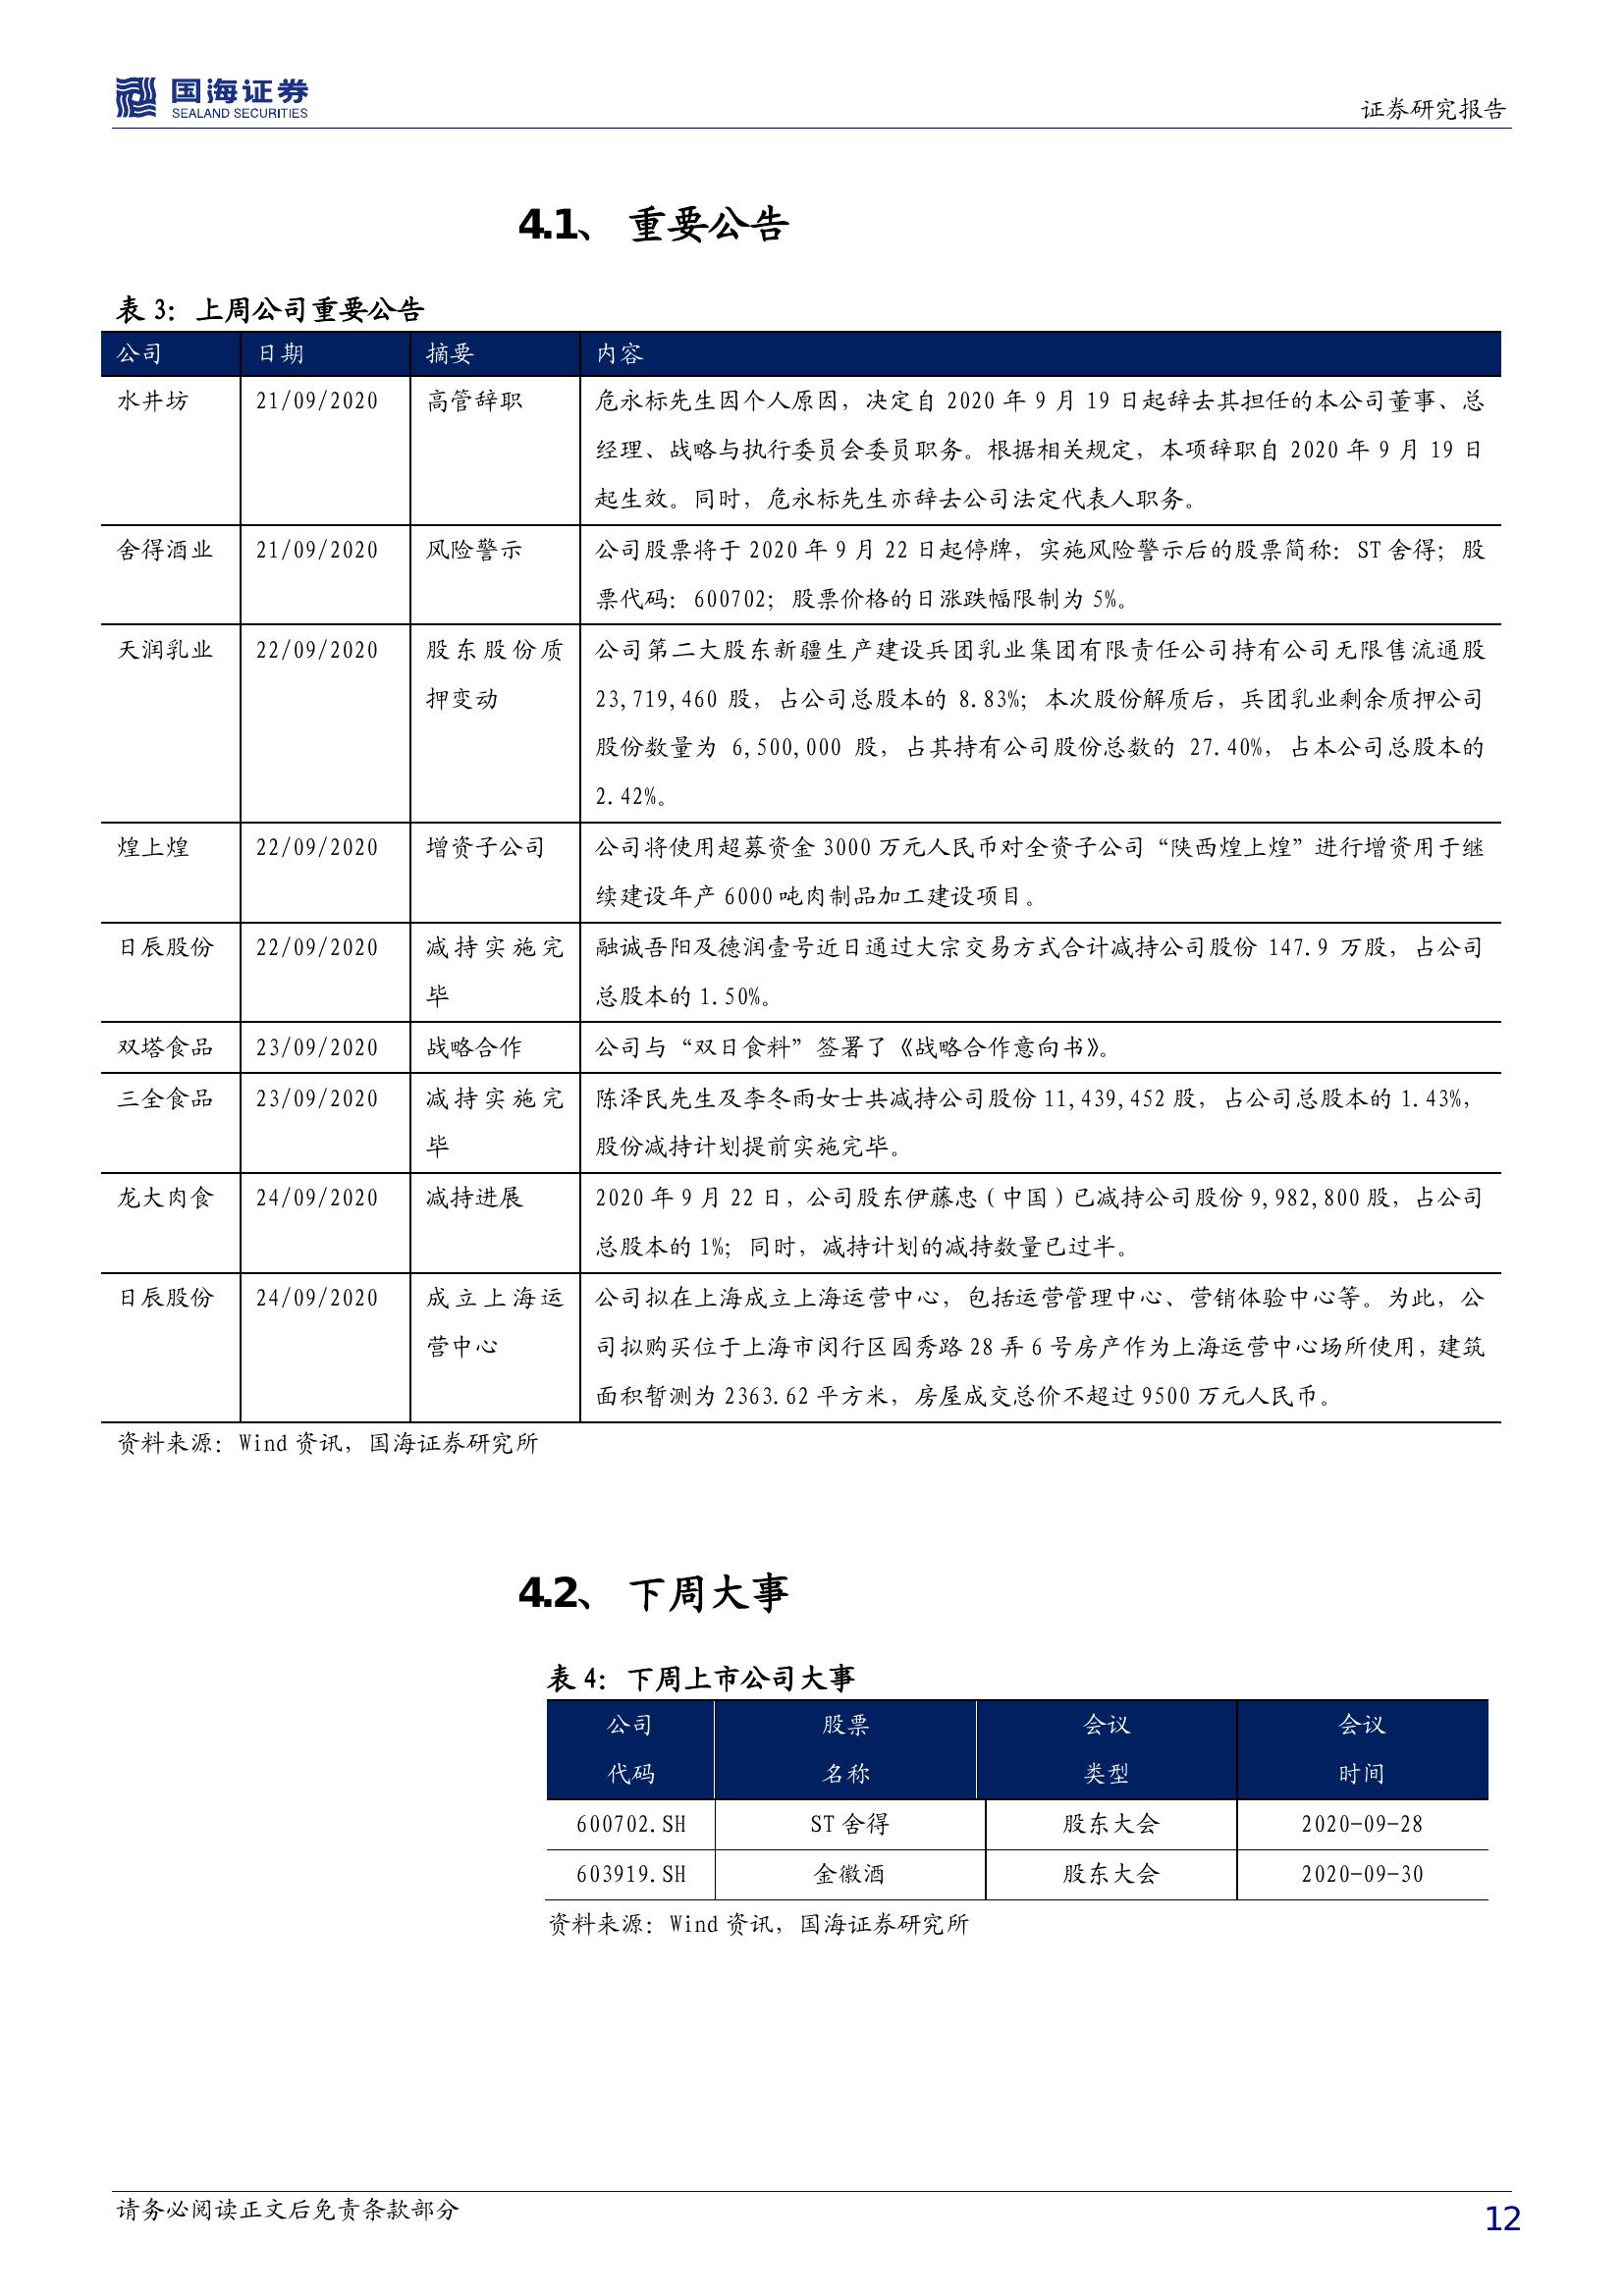 国海证券
SEALAND SECURITIES
证券研究报告
4.1、 重要公告
表 3：上周公司重要公告
公司 日期 摘要 内容
水井坊 21/09/2020 高管辞职 危永标先生因个人原因，决定自 2020 年 9 月 19 日起辞去其担任的本公司董事、总
经理、战略与执行委员会委员职务。根据相关规定，本项辞职自 2020 年 9 月 19 日
起生效。同时，危永标先生亦辞去公司法定代表人职务。
舍得酒业 21/09/2020 风险警示 公司股票将于 2020 年 9 月 22 日起停牌，实施风险警示后的股票简称：ST 舍得；股
票代码：600702；股票价格的日涨跌幅限制为 5%。
天润乳业 22/09/2020 股东股份质 公司第二大股东新疆生产建设兵团乳业集团有限责任公司持有公司无限售流通股
押变动 23,719,460 股，占公司总股本的 8.83%；本次股份解质后，兵团乳业剩余质押公司
股份数量为 6,500,000 股，占其持有公司股份总数的 27.40%，占本公司总股本的
2.42%。
煌上煌 22/09/2020 增资子公司 公司将使用超募资金 3000 万元人民币对全资子公司“陕西煌上煌”进行增资用于继
续建设年产 6000 吨肉制品加工建设项目。
日辰股份 22/09/2020 减持实施完 融诚吾阳及德润壹号近日通过大宗交易方式合计减持公司股份 147.9 万股，占公司
毕 总股本的 1.50%。
双塔食品 23/09/2020 战略合作 公司与“双日食料”签署了《战略合作意向书》。
三全食品 23/09/2020 减持实施完 陈泽民先生及李冬雨女士共减持公司股份 11,439,452 股，占公司总股本的 1.43%，
毕 股份减持计划提前实施完毕。
龙大肉食 24/09/2020 减持进展 2020 年 9 月 22 日，公司股东伊藤忠（中国）已减持公司股份 9,982,800 股，占公司
总股本的 1%；同时，减持计划的减持数量已过半。
日辰股份 24/09/2020 成立上海运 公司拟在上海成立上海运营中心，包括运营管理中心、营销体验中心等。为此，公
营中心 司拟购买位于上海市闵行区园秀路 28 弄 6 号房产作为上海运营中心场所使用，建筑
面积暂测为 2363.62 平方米，房屋成交总价不超过 9500 万元人民币。
资料来源：Wind 资讯，国海证券研究所
4.2、 下周大事
表 4：下周上市公司大事
公司 股票 会议 会议
代码 名称 类型 时间
600702.SH ST 舍得 股东大会 2020-09-28
603919.SH 金徽酒 股东大会 2020-09-30
资料来源：Wind 资讯，国海证券研究所
请务必阅读正文后免责条款部分
12